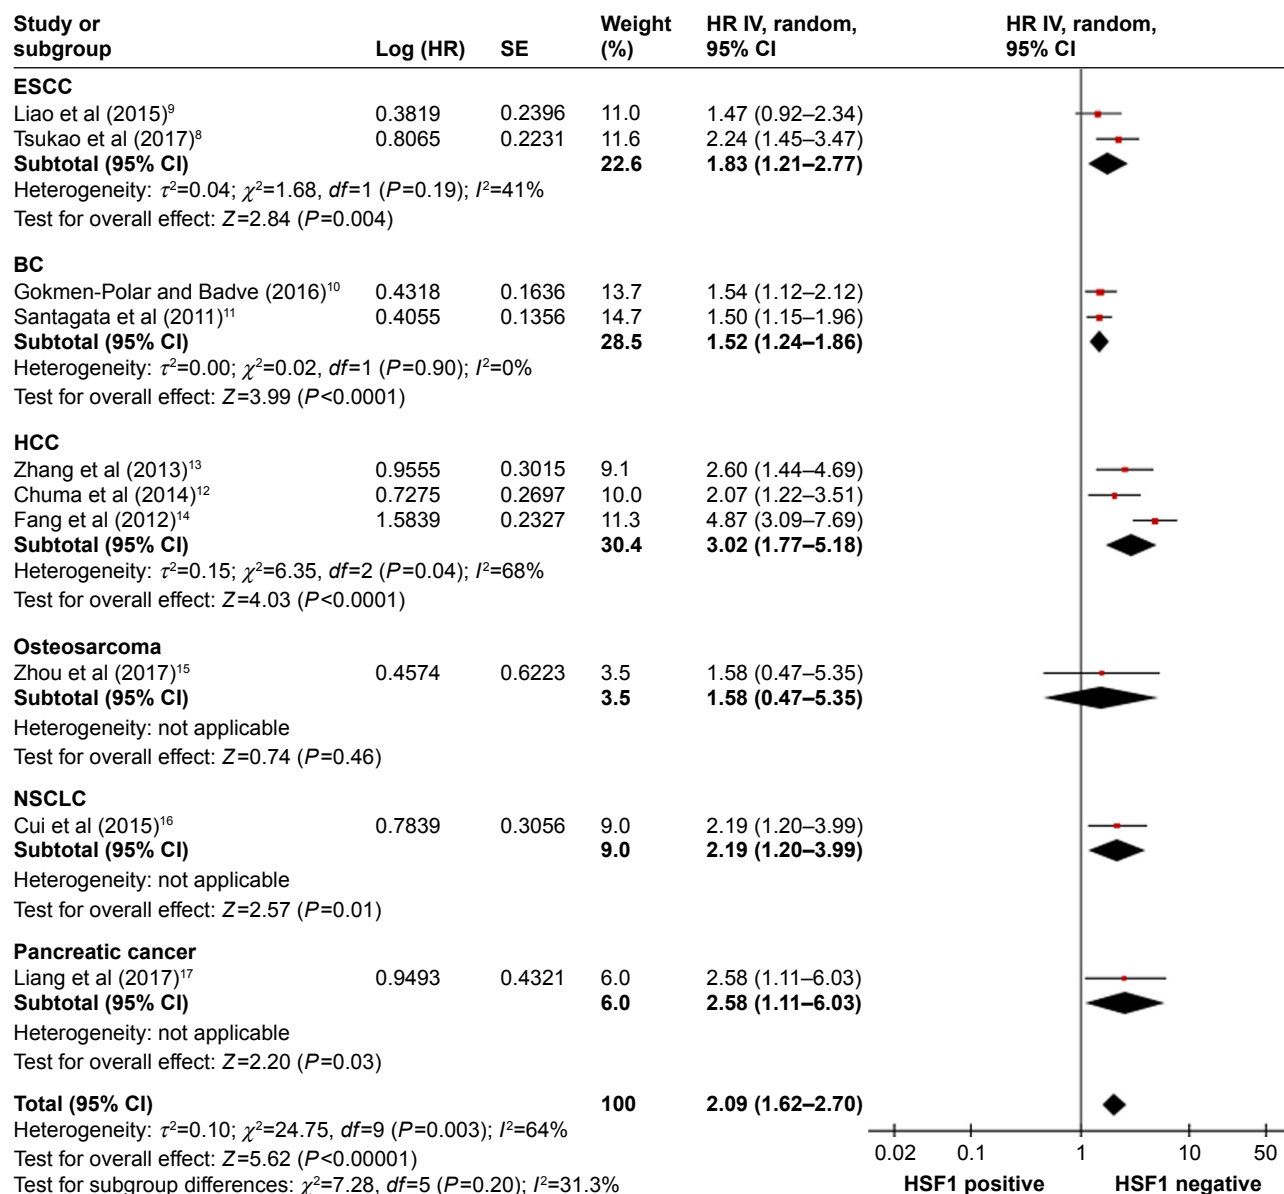 Study or subgroup Log (HR) SE Weight (%) HR IV, random, 95% CI HR IV, random, 95% CI
ESCC
Liao et al (2015)⁹ 0.3819 0.2396 11.0 1.47 (0.92–2.34)
Tsukao et al (2017)⁸ 0.8065 0.2231 11.6 2.24 (1.45–3.47)
Subtotal (95% CI) 22.6 1.83 (1.21–2.77)
Heterogeneity: τ²=0.04; χ²=1.68, df=1 (P=0.19); I²=41%
Test for overall effect: Z=2.84 (P=0.004)
BC
Gokmen-Polar and Badve (2016)¹⁰ 0.4318 0.1636 13.7 1.54 (1.12–2.12)
Santagata et al (2011)¹¹ 0.4055 0.1356 14.7 1.50 (1.15–1.96)
Subtotal (95% CI) 28.5 1.52 (1.24–1.86)
Heterogeneity: τ²=0.00; χ²=0.02, df=1 (P=0.90); I²=0%
Test for overall effect: Z=3.99 (P<0.0001)
HCC
Zhang et al (2013)¹³ 0.9555 0.3015 9.1 2.60 (1.44–4.69)
Chuma et al (2014)¹² 0.7275 0.2697 10.0 2.07 (1.22–3.51)
Fang et al (2012)¹⁴ 1.5839 0.2327 11.3 4.87 (3.09–7.69)
Subtotal (95% CI) 30.4 3.02 (1.77–5.18)
Heterogeneity: τ²=0.15; χ²=6.35, df=2 (P=0.04); I²=68%
Test for overall effect: Z=4.03 (P<0.0001)
Osteosarcoma
Zhou et al (2017)¹⁵ 0.4574 0.6223 3.5 1.58 (0.47–5.35)
Subtotal (95% CI) 3.5 1.58 (0.47–5.35)
Heterogeneity: not applicable
Test for overall effect: Z=0.74 (P=0.46)
NSCLC
Cui et al (2015)¹⁶ 0.7839 0.3056 9.0 2.19 (1.20–3.99)
Subtotal (95% CI) 9.0 2.19 (1.20–3.99)
Heterogeneity: not applicable
Test for overall effect: Z=2.57 (P=0.01)
Pancreatic cancer
Liang et al (2017)¹⁷ 0.9493 0.4321 6.0 2.58 (1.11–6.03)
Subtotal (95% CI) 6.0 2.58 (1.11–6.03)
Heterogeneity: not applicable
Test for overall effect: Z=2.20 (P=0.03)
Total (95% CI) 100 2.09 (1.62–2.70)
Heterogeneity: τ²=0.10; χ²=24.75, df=9 (P=0.003); I²=64%
Test for overall effect: Z=5.62 (P<0.00001)
Test for subgroup differences: χ²=7.28, df=5 (P=0.20); I²=31.3%
0.02 0.1 1 10 50
HSF1 positive HSF1 negative